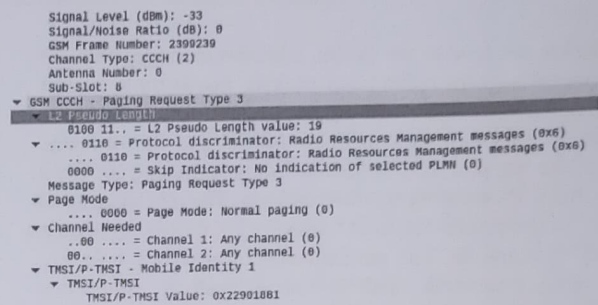 Signal Level (dBm): -33
Signal/Noise Ratio (dB): 0
GSM Frame Number: 2399239
Channel Type: CCCH (2)
Antenna Number: 0
Sub-Slot: 8
GSM CCCH - Paging Request Type 3
L2 Pseudo Length
0100 11.. = L2 Pseudo Length value: 19
.... 0110 = Protocol discriminator: Radio Resources Management messages (0x6)
.... 0110 = Protocol discriminator: Radio Resources Management messages (0x6)
0000 .... = Skip Indicator: No indication of selected PLMN (0)
Message Type: Paging Request Type 3
Page Mode
.... 0000 = Page Mode: Normal paging (0)
Channel Needed
..00 .... = Channel 1: Any channel (0)
00.. .... = Channel 2: Any channel (0)
TMSI/P-TMSI - Mobile Identity 1
TMSI/P-TMSI
TMSI/P-TMSI Value: 0x22901881